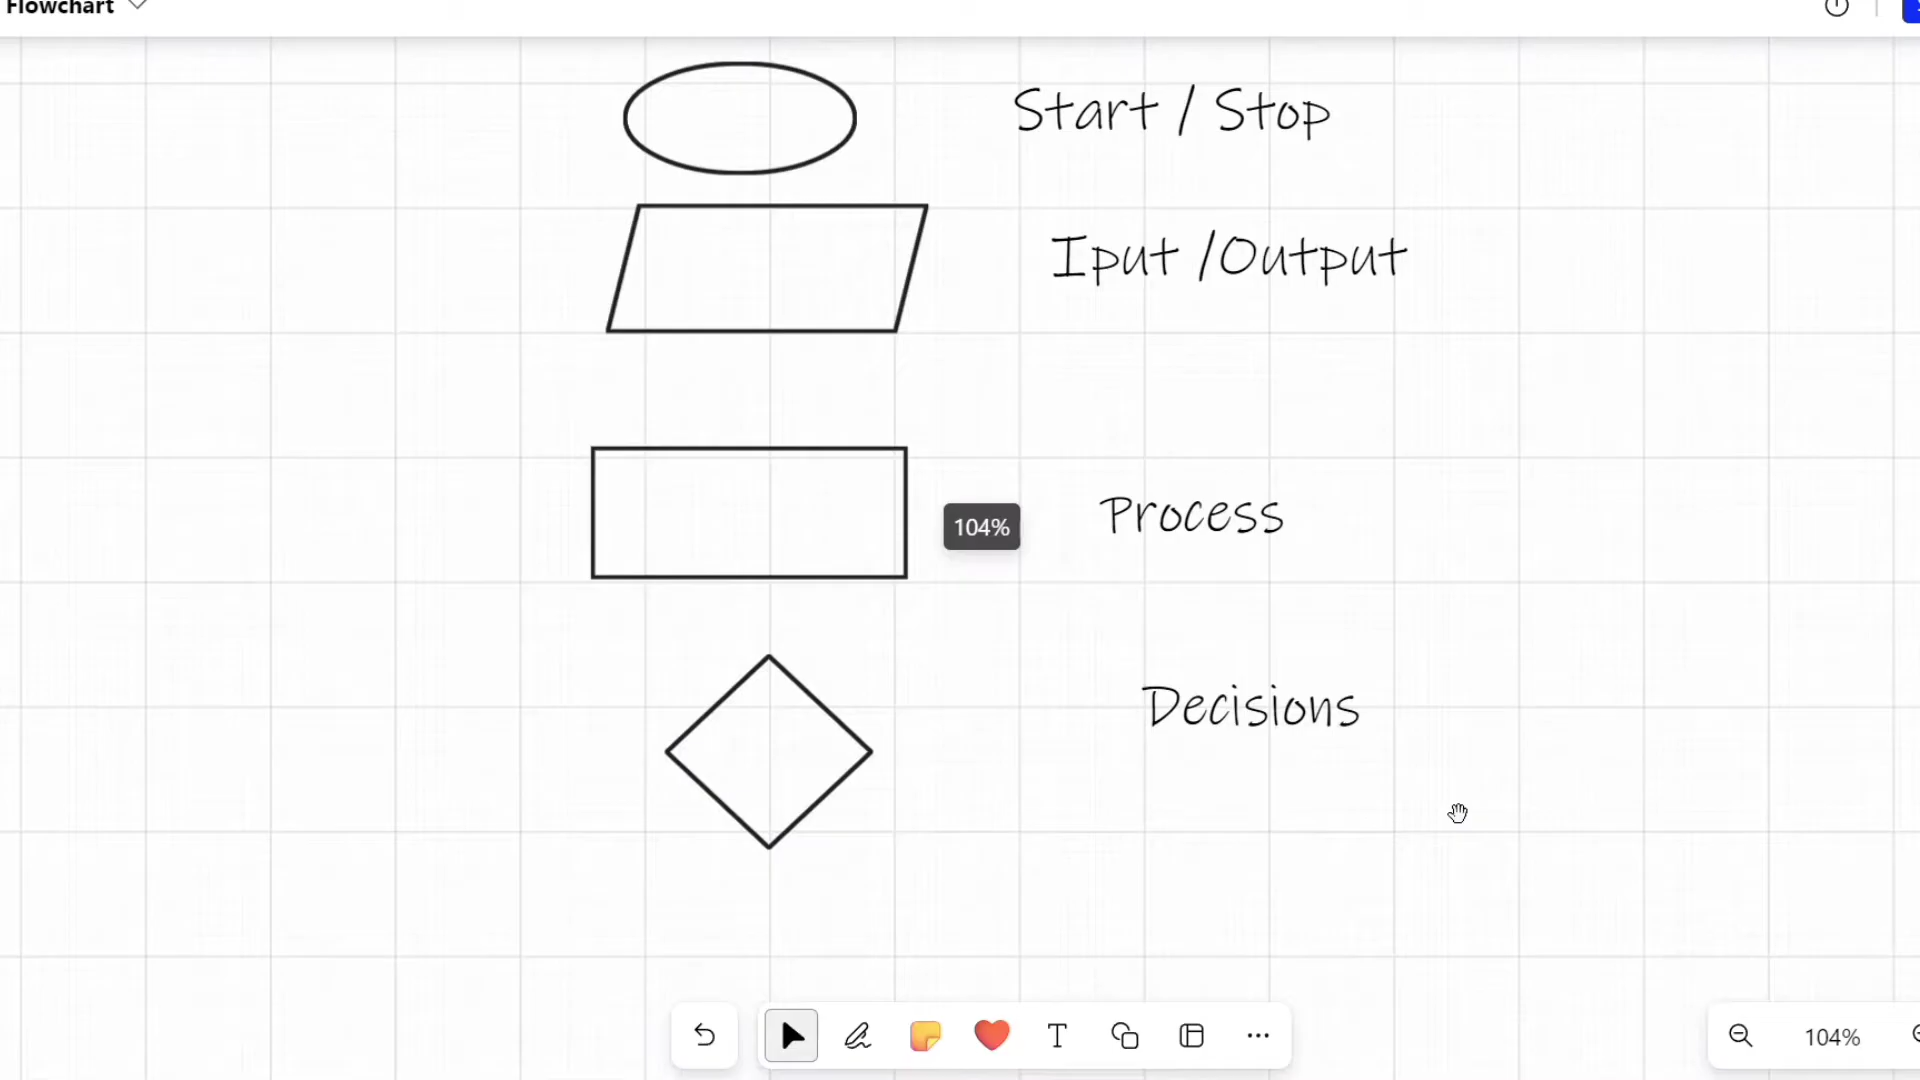 Flowchart
Start / Stop
Iput /Output
Process
104%
Decisions
T
104%